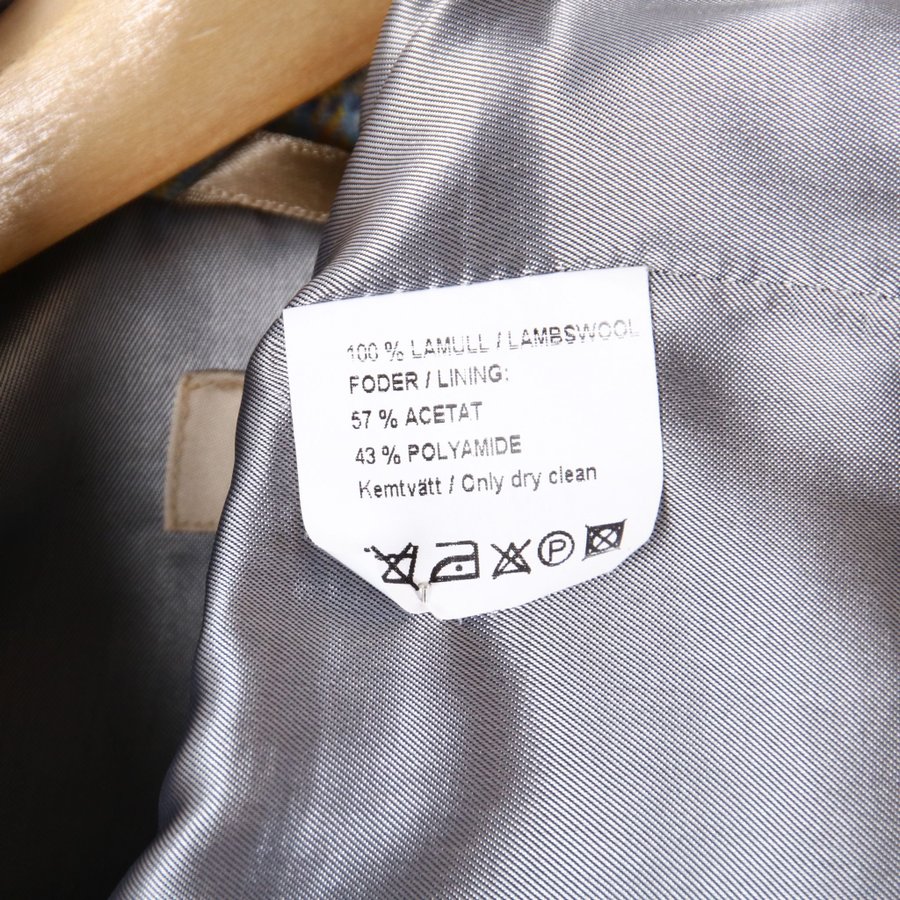 100 % LAMULL / LAMBSWOOL
FODER / LINING:
57 % ACETAT
43 % POLYAMIDE
Kemtvätt / Only dry clean
P